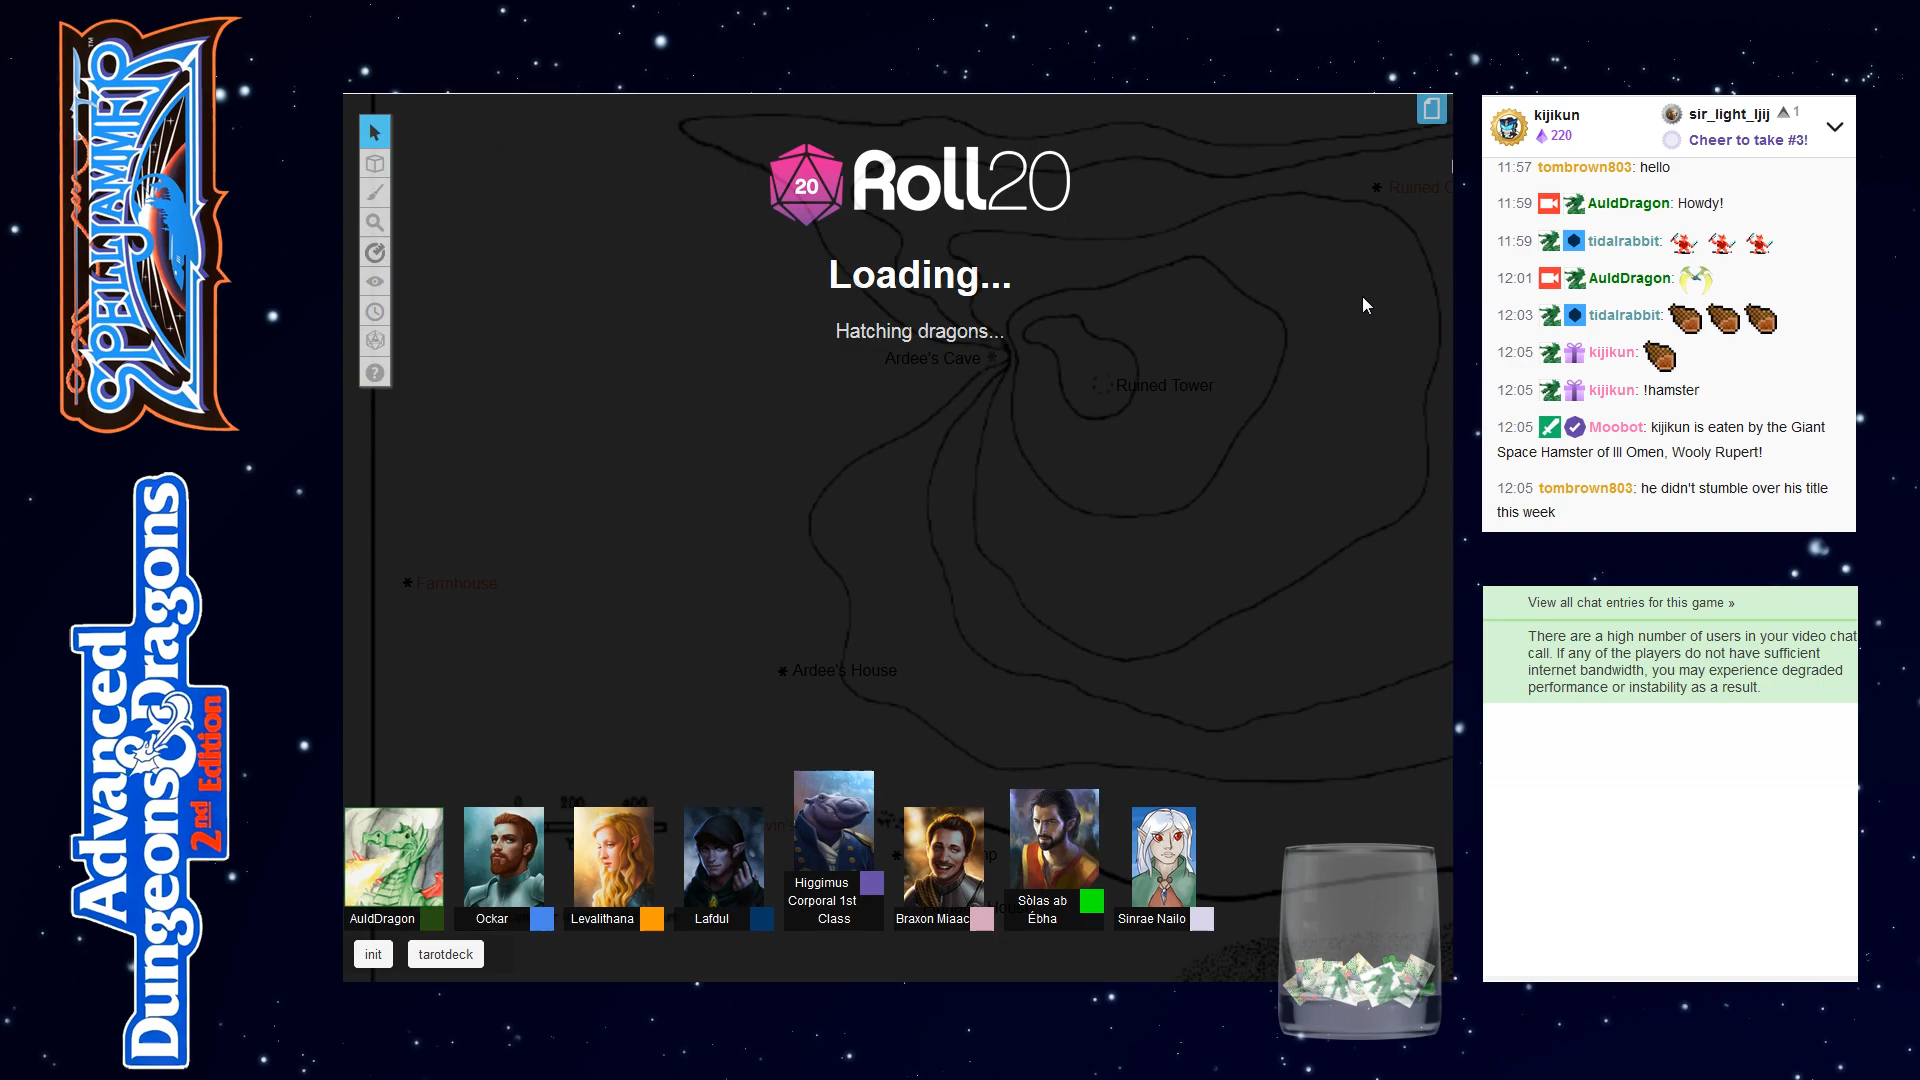 SPELLJAMMER
TM
Advanced
Dungeons & Dragons
2nd Edition
20
Roll20
Loading...
Hatching dragons...
Ardee's Cave
Ruined Tower
Farmhouse
Ardee's House
AuldDragon
Ockar
Levalithana
Lafdul
Higgimus
Corporal 1st
Class
Braxon Miaac
Sòlas ab
Ébha
Sinrae Nailo
init
tarotdeck
kijikun
220
sir_light_ljij
1
Cheer to take #3!
11:57 tombrown803: hello
11:59 AuldDragon: Howdy!
11:59 tidalrabbit:
12:01 AuldDragon:
12:03 tidalrabbit:
12:05 kijikun:
12:05 kijikun: !hamster
12:05 Moobot: kijikun is eaten by the Giant
Space Hamster of Ill Omen, Wooly Rupert!
12:05 tombrown803: he didn't stumble over his title
this week
View all chat entries for this game »
There are a high number of users in your video chat
call. If any of the players do not have sufficient
internet bandwidth, you may experience degraded
performance or instability as a result.